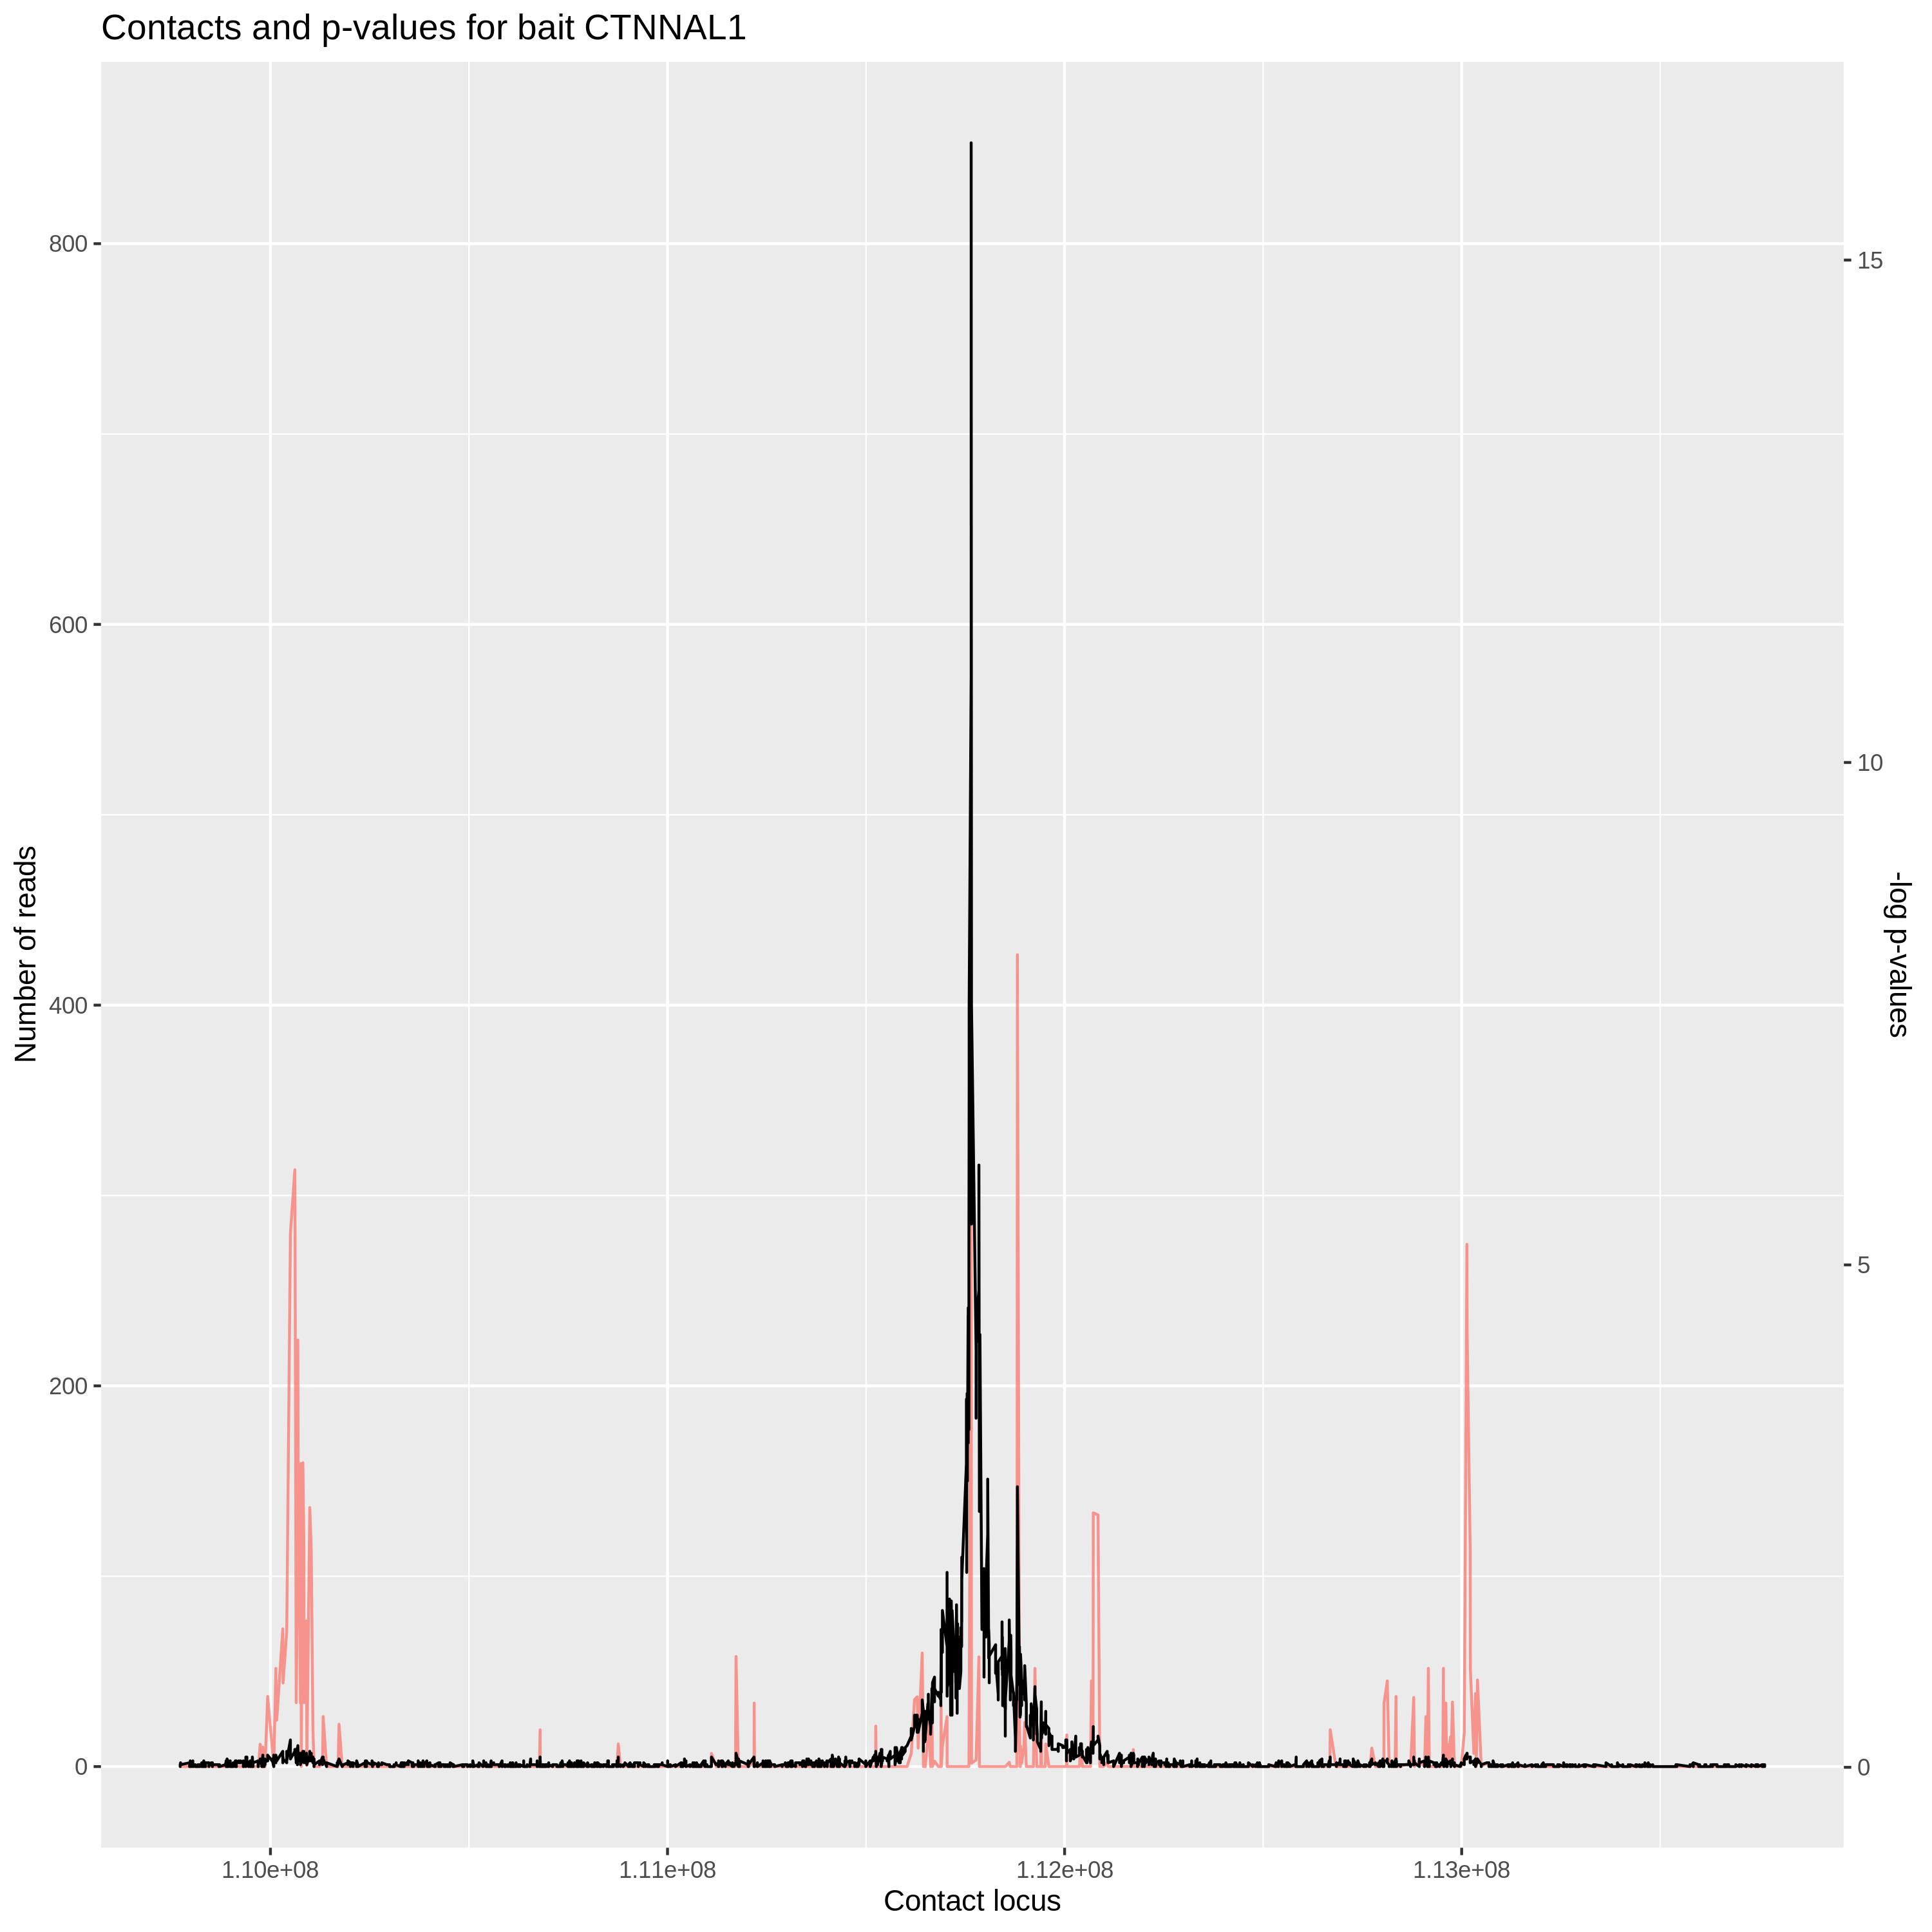 Contacts and p-values for bait CTNNAL1
800
600
400
200
0
Number of reads
15
10
5
0
-log p-values
1.10e+08
1.11e+08
1.12e+08
1.13e+08
Contact locus